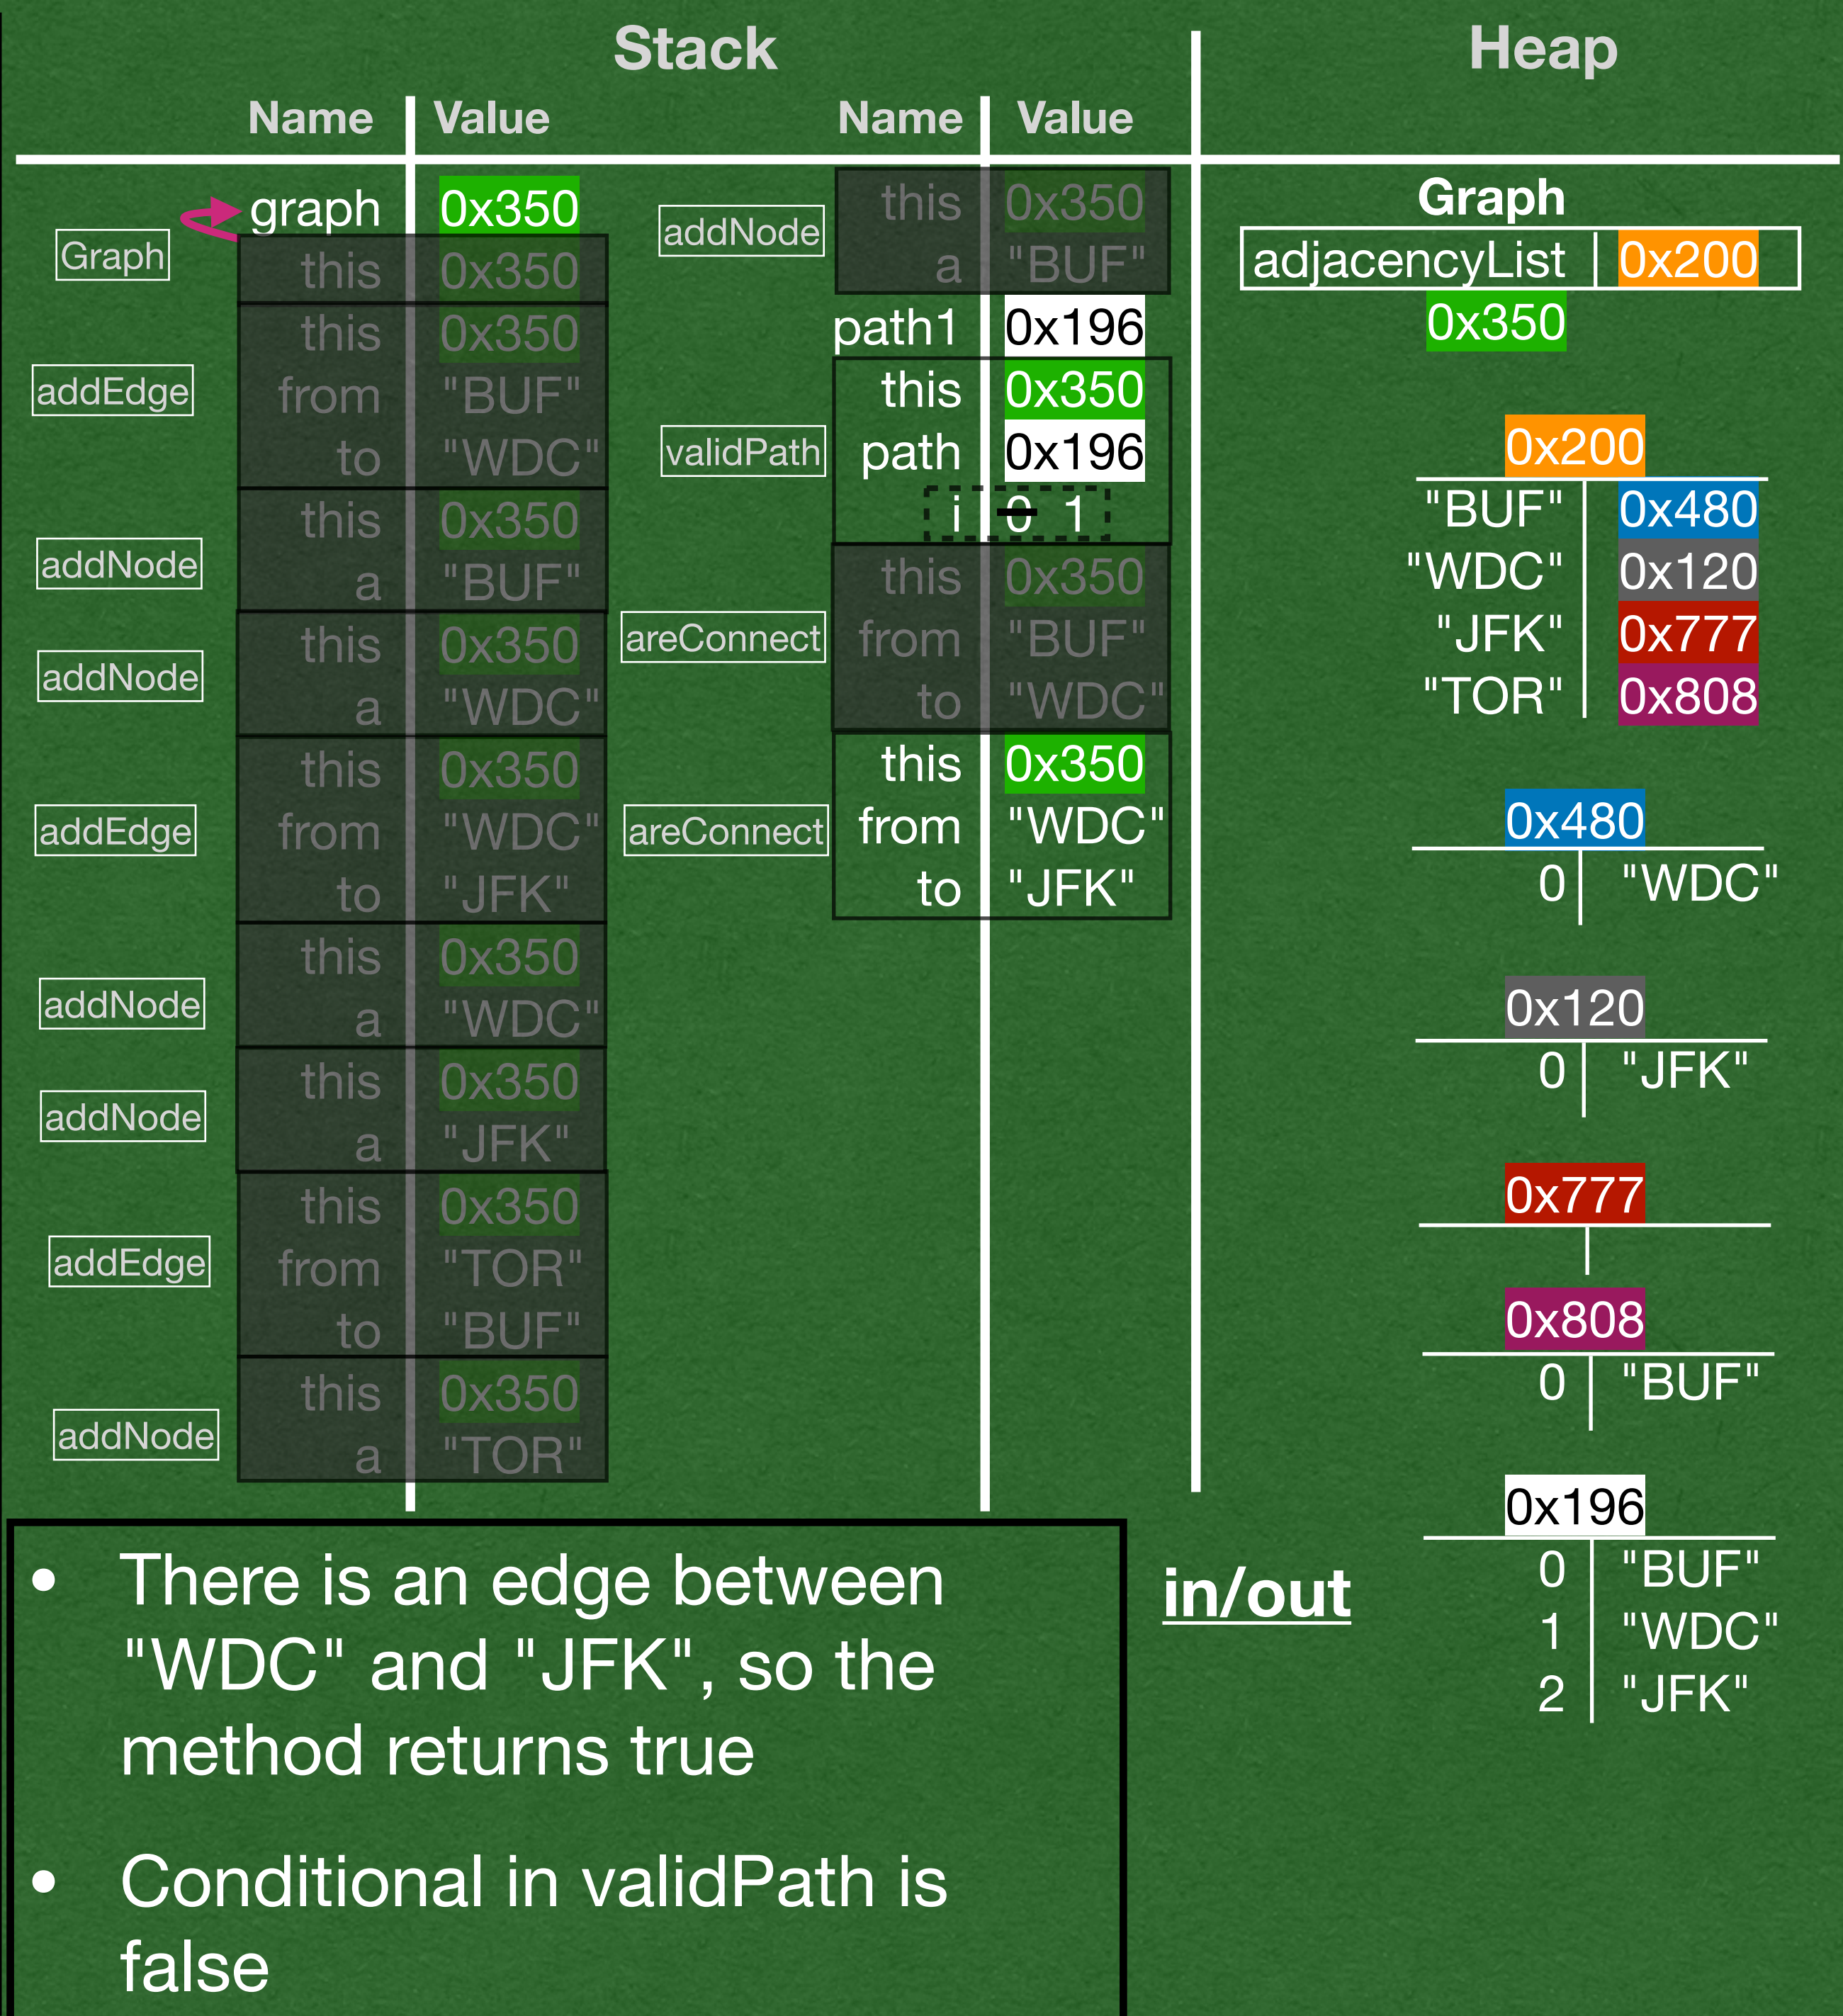 Stack
Heap
Name Value
Name Value
graph 0x350
Graph
this 0x350
addEdge
this 0x350
from "BUF"
to "WDC"
addNode
this 0x350
a "BUF"
addNode
this 0x350
a "WDC"
addEdge
this 0x350
from "WDC"
to "JFK"
addNode
this 0x350
a "WDC"
addNode
this 0x350
a "JFK"
addEdge
this 0x350
from "TOR"
to "BUF"
addNode
this 0x350
a "TOR"
addNode
this 0x350
a "BUF"
path1 0x196
validPath
this 0x350
path 0x196
i 0 1
areConnect
this 0x350
from "BUF"
to "WDC"
areConnect
this 0x350
from "WDC"
to "JFK"
Graph
adjacencyList 0x200
0x350
0x200
"BUF" 0x480
"WDC" 0x120
"JFK" 0x777
"TOR" 0x808
0x480
0 "WDC"
0x120
0 "JFK"
0x777
0x808
0 "BUF"
0x196
0 "BUF"
1 "WDC"
2 "JFK"
in/out
• There is an edge between
"WDC" and "JFK", so the
method returns true
• Conditional in validPath is
false